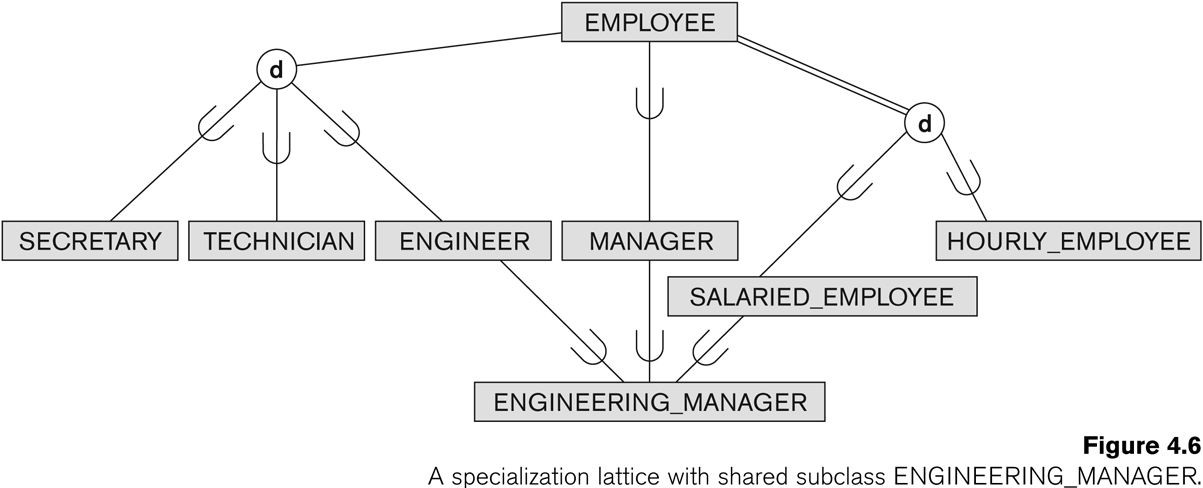 EMPLOYEE
d
d
SECRETARY
TECHNICIAN
ENGINEER
MANAGER
HOURLY_EMPLOYEE
SALARIED_EMPLOYEE
ENGINEERING_MANAGER
Figure 4.6
A specialization lattice with shared subclass ENGINEERING_MANAGER.